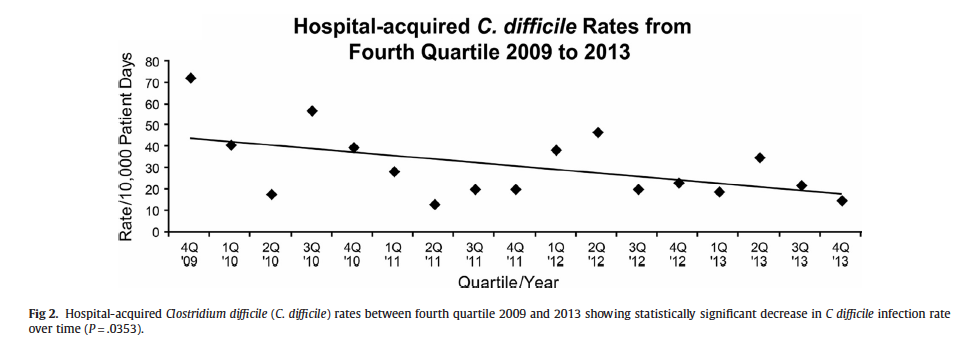 Hospital-acquired C. difficile Rates from
Fourth Quartile 2009 to 2013
Rate/10,000 Patient Days
80
70
60
50
40
30
20
10
0
4Q 1Q 2Q 3Q 4Q 1Q 2Q 3Q 4Q 1Q 2Q 3Q 4Q 1Q 2Q 3Q 4Q
'09 '10 '10 '10 '10 '11 '11 '11 '11 '12 '12 '12 '12 '13 '13 '13 '13
Quartile/Year
Fig 2. Hospital-acquired Clostridium difficile (C. difficile) rates between fourth quartile 2009 and 2013 showing statistically significant decrease in C difficile infection rate
over time (P = .0353).